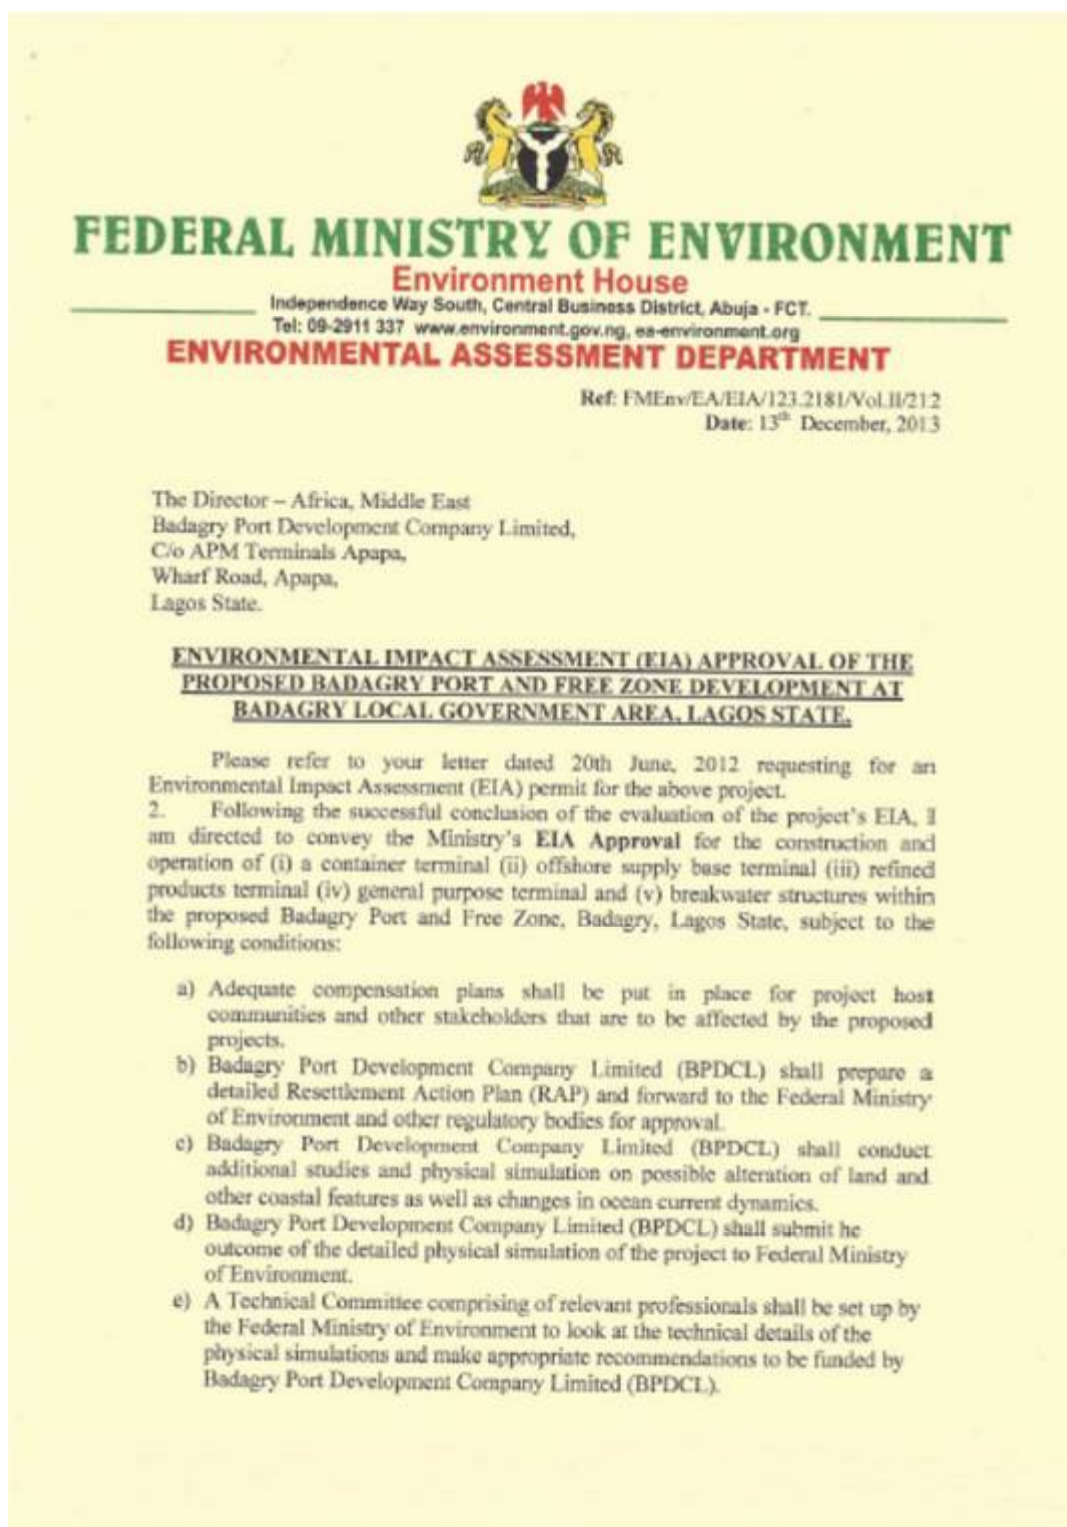 FEDERAL MINISTRY OF ENVIRONMENT
Environment House
Independence Way South, Central Business District, Abuja - FCT.
Tel: 09-2911 337 www.environment.gov.ng, ea-environment.org
ENVIRONMENTAL ASSESSMENT DEPARTMENT
Ref: FMEnv/EA/EIA/123.2181/Vol.II/212
Date: 13th December, 2013
The Director – Africa, Middle East
Badagry Port Development Company Limited,
C/o APM Terminals Apapa,
Wharf Road, Apapa,
Lagos State.
ENVIRONMENTAL IMPACT ASSESSMENT (EIA) APPROVAL OF THE
PROPOSED BADAGRY PORT AND FREE ZONE DEVELOPMENT AT
BADAGRY LOCAL GOVERNMENT AREA, LAGOS STATE.
Please refer to your letter dated 20th June, 2012 requesting for an
Environmental Impact Assessment (EIA) permit for the above project.
2. Following the successful conclusion of the evaluation of the project's EIA, I
am directed to convey the Ministry's EIA Approval for the construction and
operation of (i) a container terminal (ii) offshore supply base terminal (iii) refined
products terminal (iv) general purpose terminal and (v) breakwater structures within
the proposed Badagry Port and Free Zone, Badagry, Lagos State, subject to the
following conditions:
a) Adequate compensation plans shall be put in place for project host
communities and other stakeholders that are to be affected by the proposed
projects.
b) Badagry Port Development Company Limited (BPDCL) shall prepare a
detailed Resettlement Action Plan (RAP) and forward to the Federal Ministry
of Environment and other regulatory bodies for approval.
c) Badagry Port Development Company Limited (BPDCL) shall conduct
additional studies and physical simulation on possible alteration of land and
other coastal features as well as changes in ocean current dynamics.
d) Badagry Port Development Company Limited (BPDCL) shall submit he
outcome of the detailed physical simulation of the project to Federal Ministry
of Environment.
e) A Technical Committee comprising of relevant professionals shall be set up by
the Federal Ministry of Environment to look at the technical details of the
physical simulations and make appropriate recommendations to be funded by
Badagry Port Development Company Limited (BPDCL).